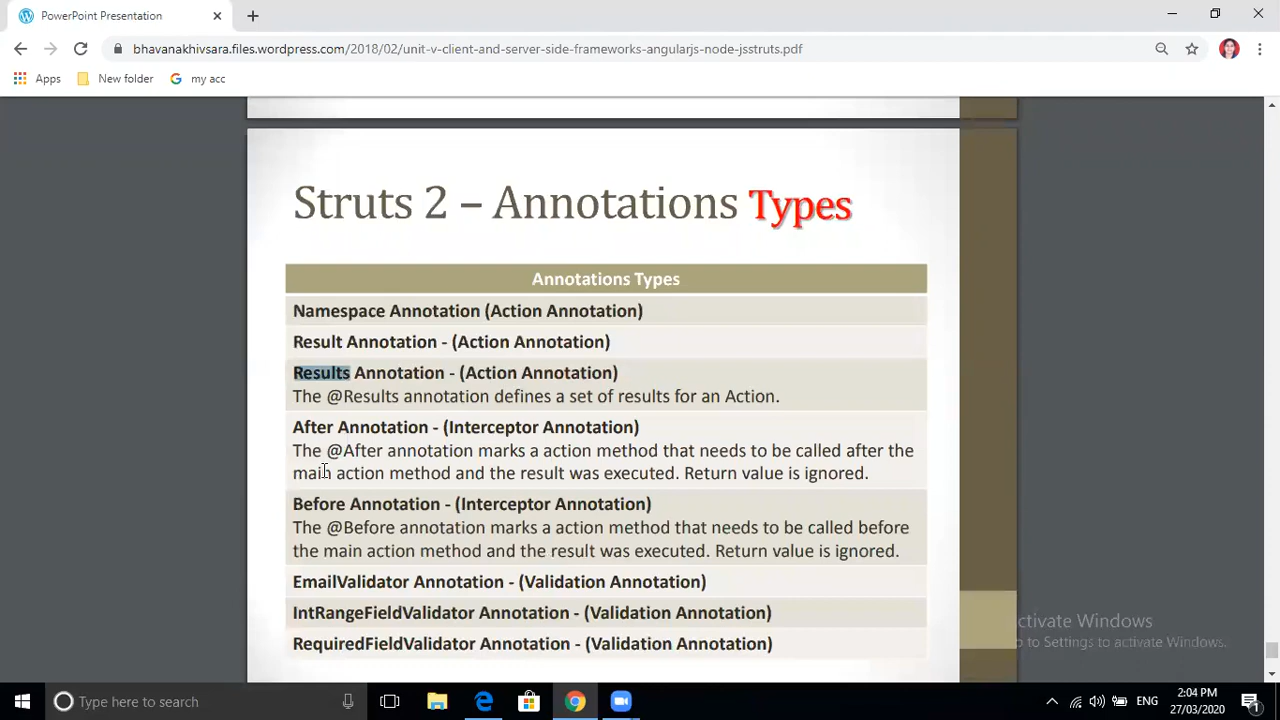 PowerPoint Presentation
bhavanakhivsara.files.wordpress.com/2018/02/unit-v-client-and-server-side-frameworks-angularjs-node-jsstruts.pdf
Apps New folder my acc
Struts 2 – Annotations Types
Annotations Types
Namespace Annotation (Action Annotation)
Result Annotation - (Action Annotation)
Results Annotation - (Action Annotation)
The @Results annotation defines a set of results for an Action.
After Annotation - (Interceptor Annotation)
The @After annotation marks a action method that needs to be called after the
main action method and the result was executed. Return value is ignored.
Before Annotation - (Interceptor Annotation)
The @Before annotation marks a action method that needs to be called before
the main action method and the result was executed. Return value is ignored.
EmailValidator Annotation - (Validation Annotation)
IntRangeFieldValidator Annotation - (Validation Annotation)
RequiredFieldValidator Annotation - (Validation Annotation)
ctivate Windows
o to Settings to activate Windows.
Type here to search
ENG
2:04 PM
27/03/2020